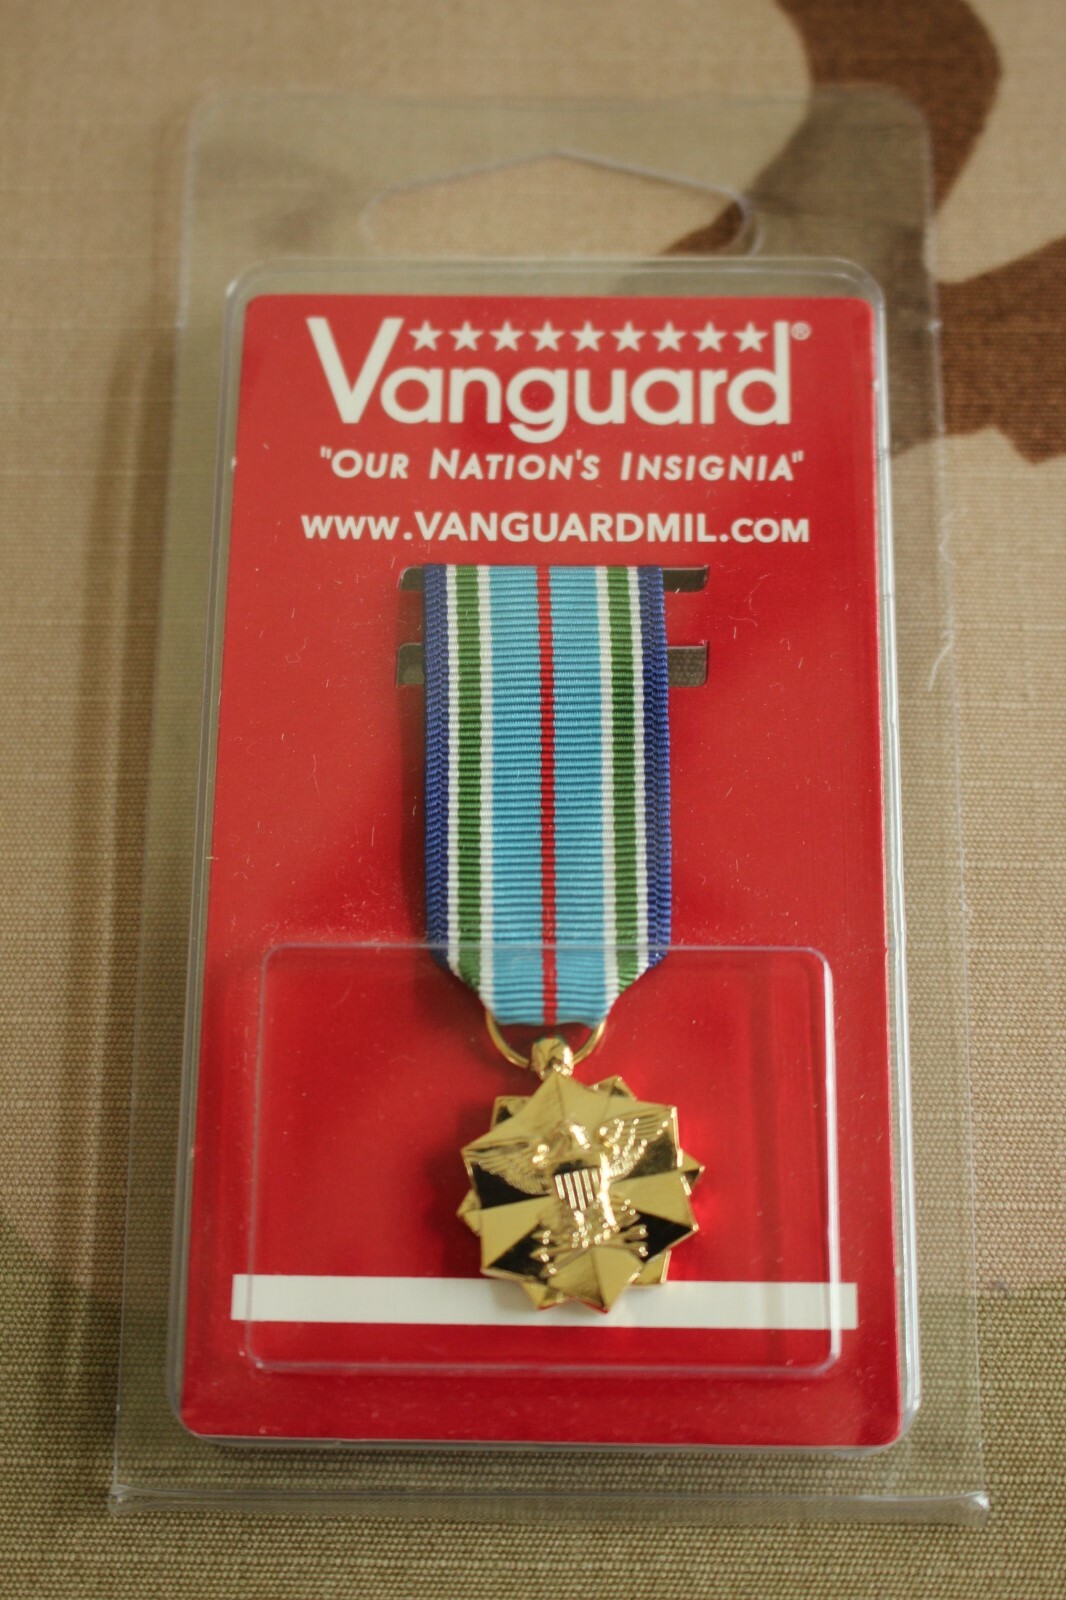 Vanguard®
"OUR NATION'S INSIGNIA"
WWW.VANGUARDMIL.COM